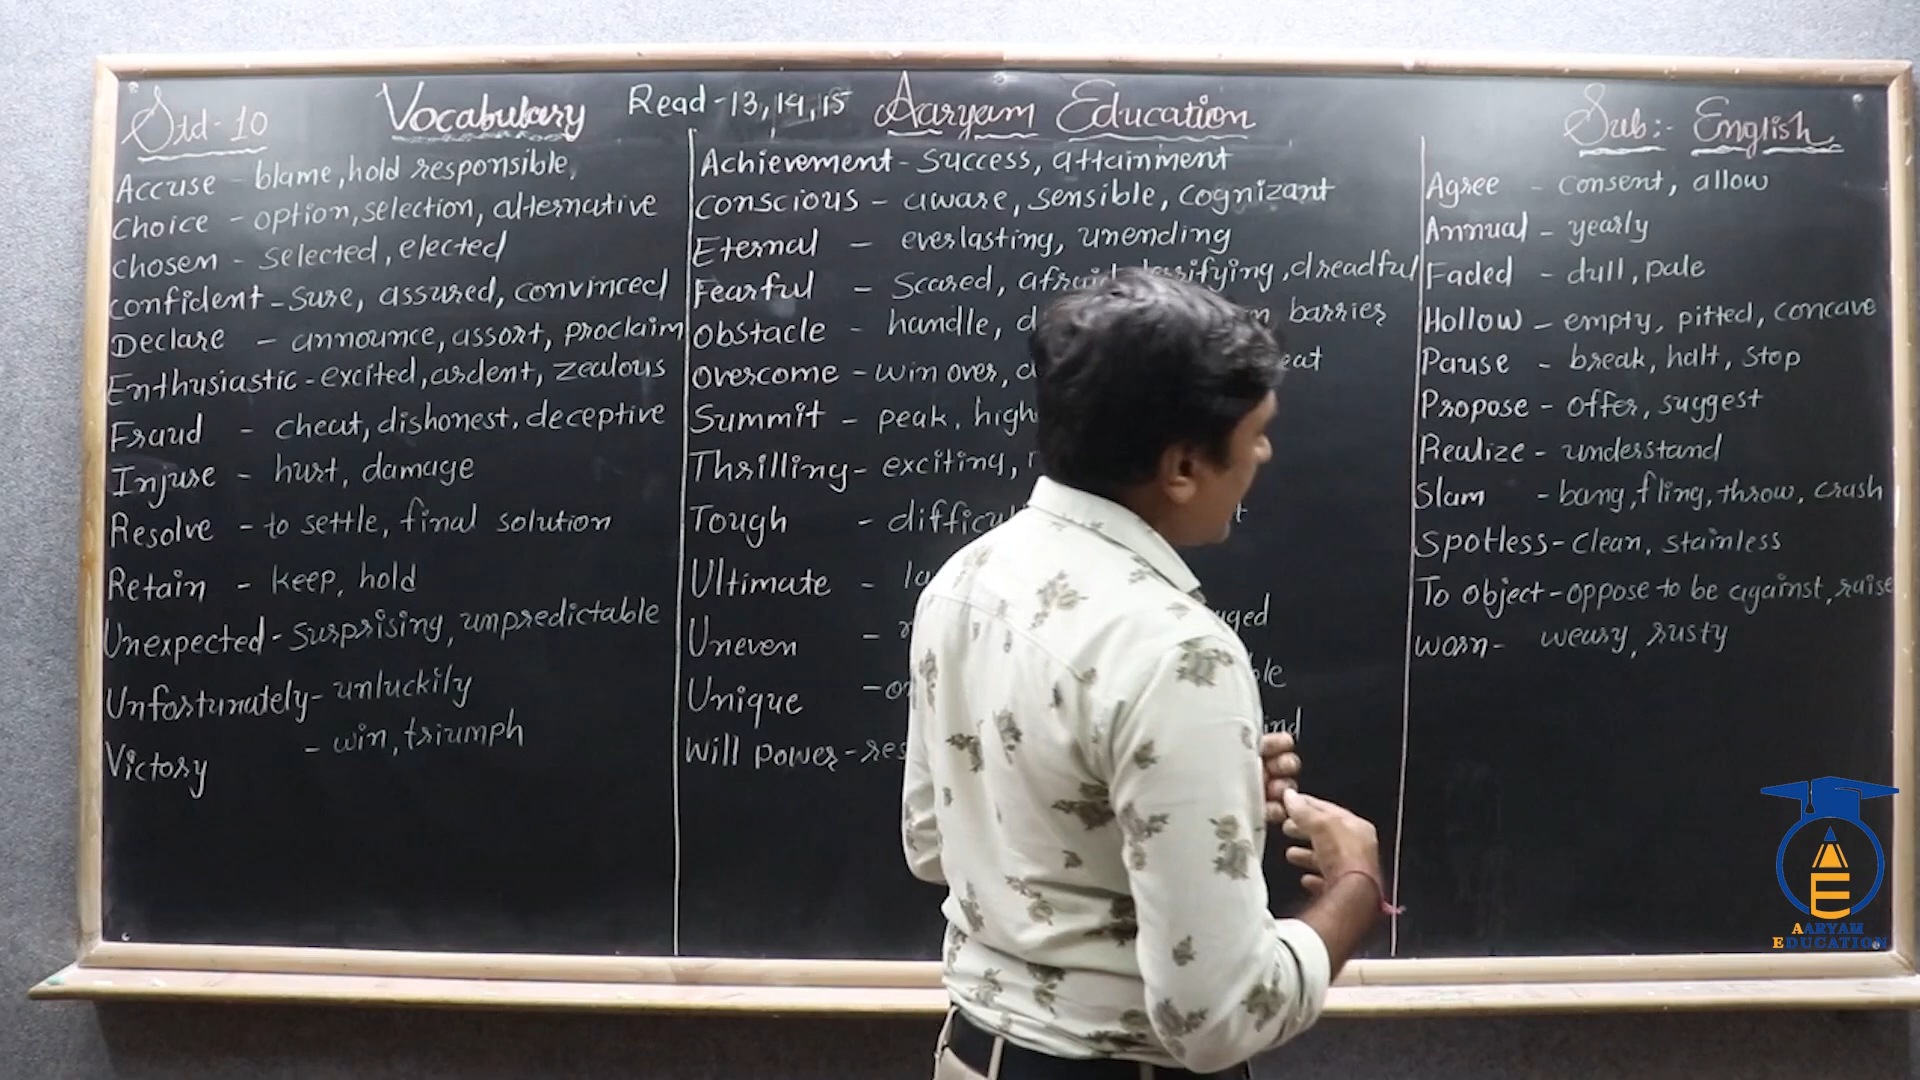 Std-10 Vocabulary Read-13,14,15 Aaryam Education Sub:- English
Accuse - blame, hold responsible,
Choice - option, selection, alternative
Chosen - selected, elected
Confident - sure, assured, convinced
Declare - announce, assort, proclaim
Enthusiastic - excited, ardent, zealous
Fraud - cheat, dishonest, deceptive
Injure - hurt, damage
Resolve - to settle, final solution
Retain - keep, hold
Unexpected - surprising, unpredictable
Unfortunately - unluckily
Victory - win, triumph
Achievement - success, attainment
Conscious - aware, sensible, cognizant
Eternal - everlasting, unending
Fearful - scared, dreadful
Obstacle - handle, barrier
Overcome - win over,
Summit - peak,
Thrilling - exciting,
Tough -
Ultimate -
Uneven -
Unique -
Will power -
Agree - consent, allow
Annual - yearly
Faded - dull, pale
Hollow - empty, pitted, concave
Pause - break, halt, stop
Propose - offer, suggest
Realize - understand
Slam - bang, fling, throw, crash
Spotless - clean, stainless
To object - oppose to be against, raise
Worn - weary, rusty
AARYAM
EDUCATION